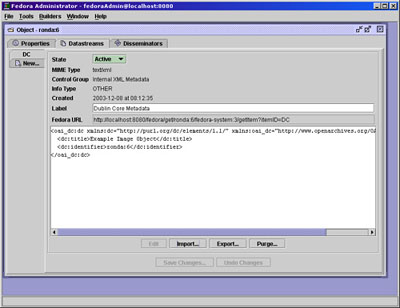 Fedora Administrator - fedoraAdmin@localhost:8080
File Tools Builders Window Help
Object - ronda:6
Properties Datastreams Disseminators
DC
New...
State Active
MIME Type text/xml
Control Group Internal XML Metadata
Info Type OTHER
Created 2003-12-08 at 08:12:35
Label Dublin Core Metadata
Fedora URL http://localhost:8080/fedora/get/ronda:6/fedora-system:3/getItem?itemID=DC
<oai_dc:dc xmlns:dc="http://purl.org/dc/elements/1.1/" xmlns:oai_dc="http://www.openarchives.org/OA
<dc:title>Example Image Object</dc:title>
<dc:identifier>ronda:6</dc:identifier>
</oai_dc:dc>
Edit Import... Export... Purge...
Save Changes... Undo Changes